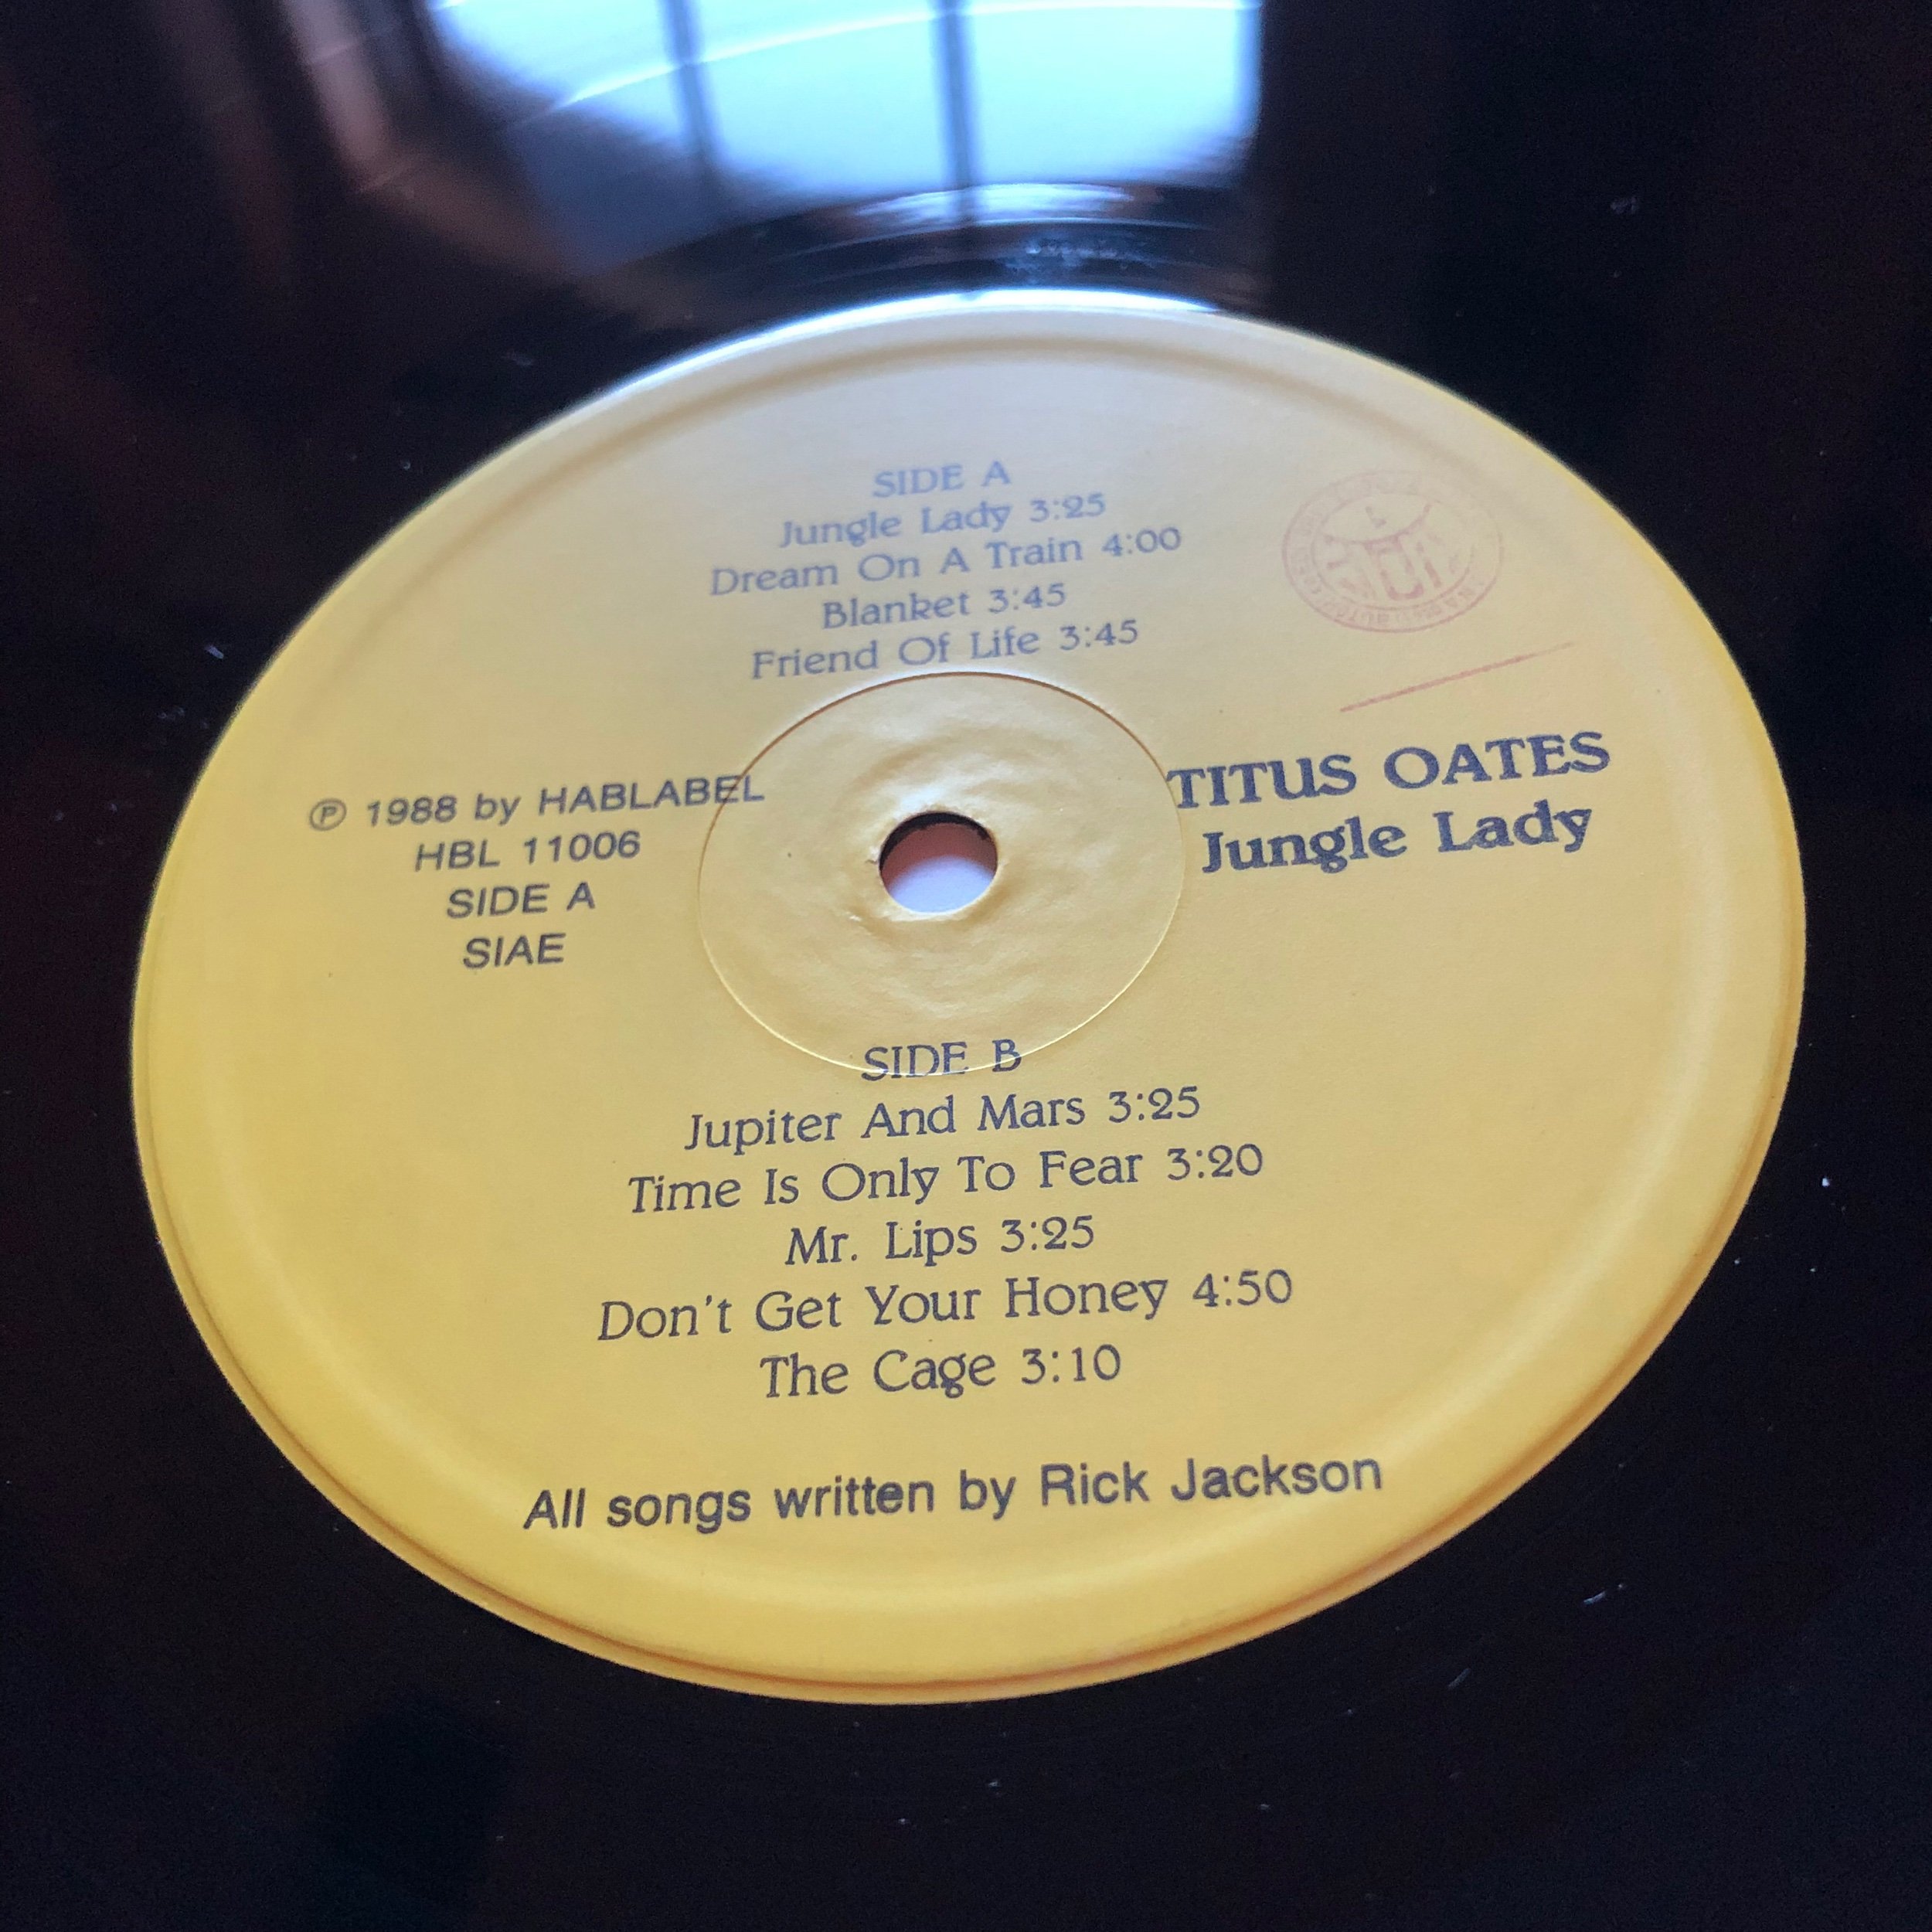 SIDE A
Jungle Lady 3:25
Dream On A Train 4:00
Blanket 3:45
Friend Of Life 3:45
℗ 1988 by HABLABEL
HBL 11006
SIDE A
SIAE
TITUS OATES
Jungle Lady
SIDE B
Jupiter And Mars 3:25
Time Is Only To Fear 3:20
Mr. Lips 3:25
Don't Get Your Honey 4:50
The Cage 3:10
All songs written by Rick Jackson